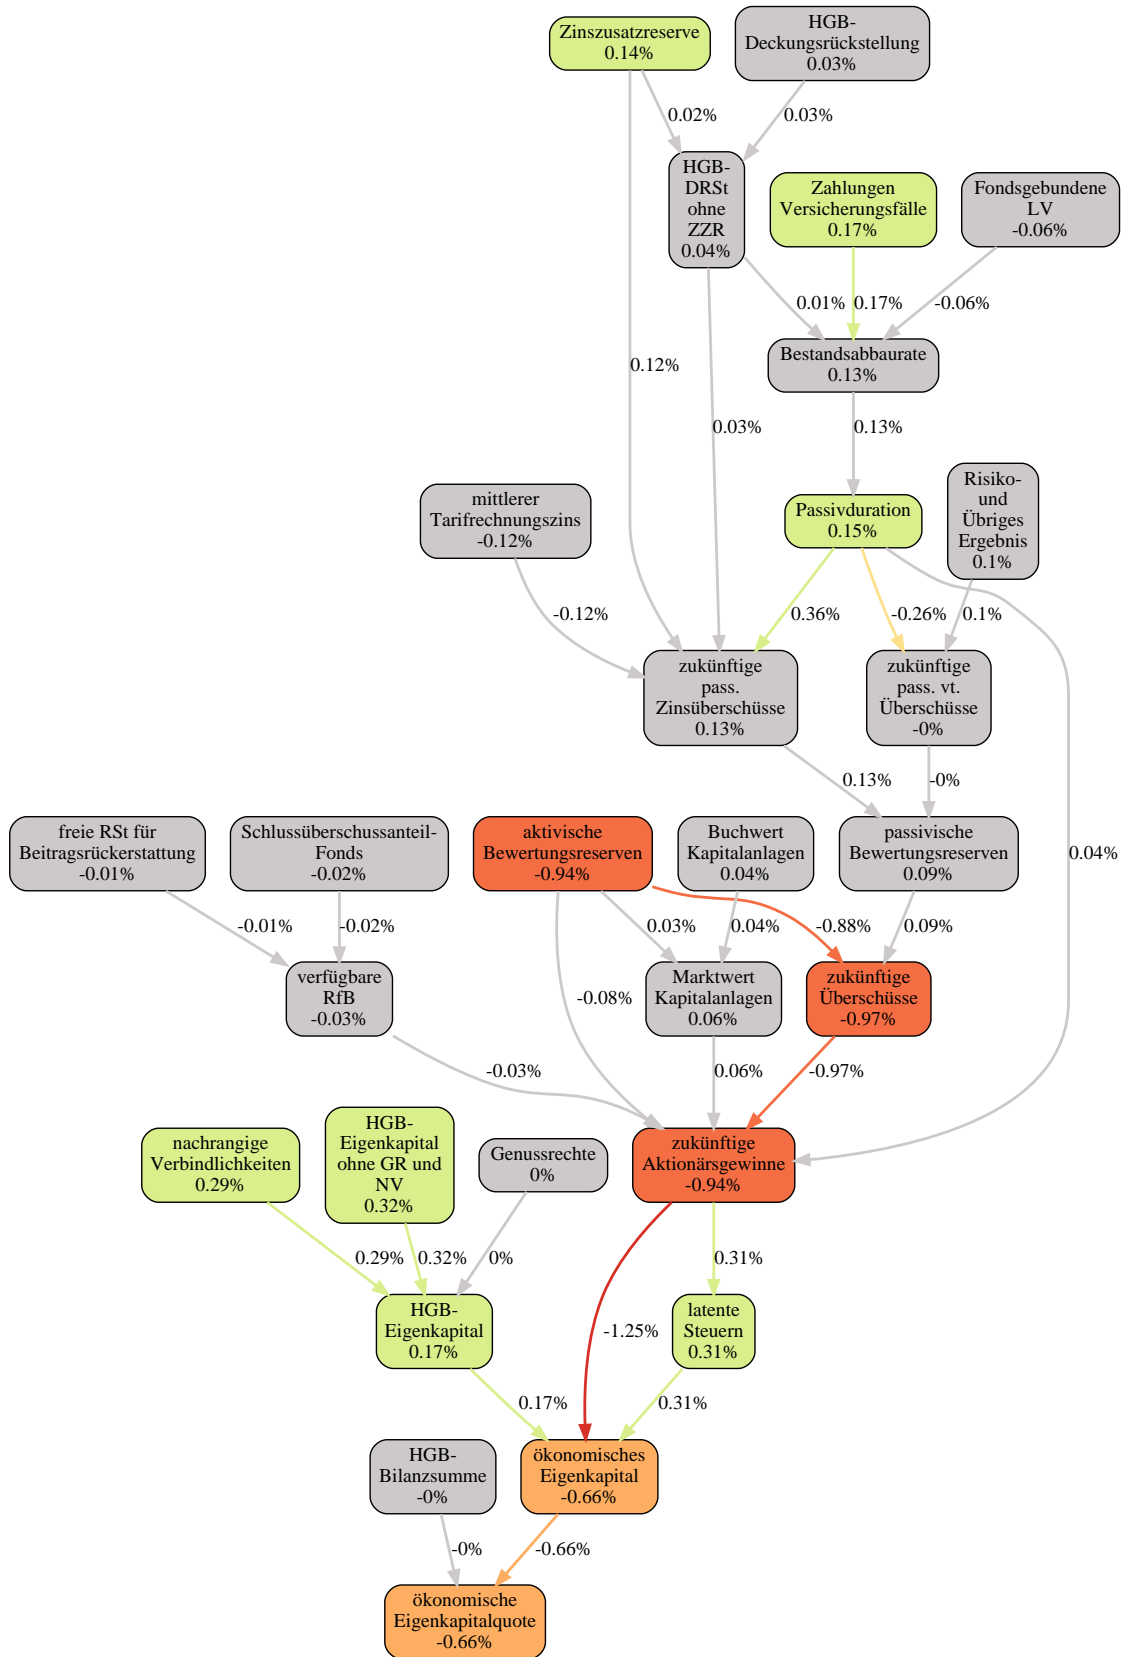 Zinszusatzreserve
0.14%
HGB-
Deckungsrückstellung
0.03%
0.02%
0.03%
HGB-
DRSt
ohne
ZZR
0.04%
Zahlungen
Versicherungsfälle
0.17%
Fondsgebundene
LV
-0.06%
0.01%
0.17%
-0.06%
Bestandsabbaurate
0.13%
0.12%
0.03%
0.13%
mittlerer
Tarifrechnungszins
-0.12%
Passivduration
0.15%
Risiko-
und
Übriges
Ergebnis
0.1%
-0.12%
0.36%
-0.26%
0.1%
zukünftige
pass.
Zinsüberschüsse
0.13%
zukünftige
pass. vt.
Überschüsse
-0%
0.13%
-0%
freie RSt für
Beitragsrückerstattung
-0.01%
Schlussüberschussanteil-
Fonds
-0.02%
aktivische
Bewertungsreserven
-0.94%
Buchwert
Kapitalanlagen
0.04%
passivische
Bewertungsreserven
0.09%
0.04%
-0.01%
-0.02%
0.03%
0.04%
-0.88%
0.09%
verfügbare
RfB
-0.03%
-0.08%
Marktwert
Kapitalanlagen
0.06%
zukünftige
Überschüsse
-0.97%
-0.03%
0.06%
-0.97%
nachrangige
Verbindlichkeiten
0.29%
HGB-
Eigenkapital
ohne GR und
NV
0.32%
Genussrechte
0%
zukünftige
Aktionärsgewinne
-0.94%
0.29%
0.32%
0%
0.31%
HGB-
Eigenkapital
0.17%
-1.25%
latente
Steuern
0.31%
0.17%
0.31%
HGB-
Bilanzsumme
-0%
ökonomisches
Eigenkapital
-0.66%
-0%
-0.66%
ökonomische
Eigenkapitalquote
-0.66%